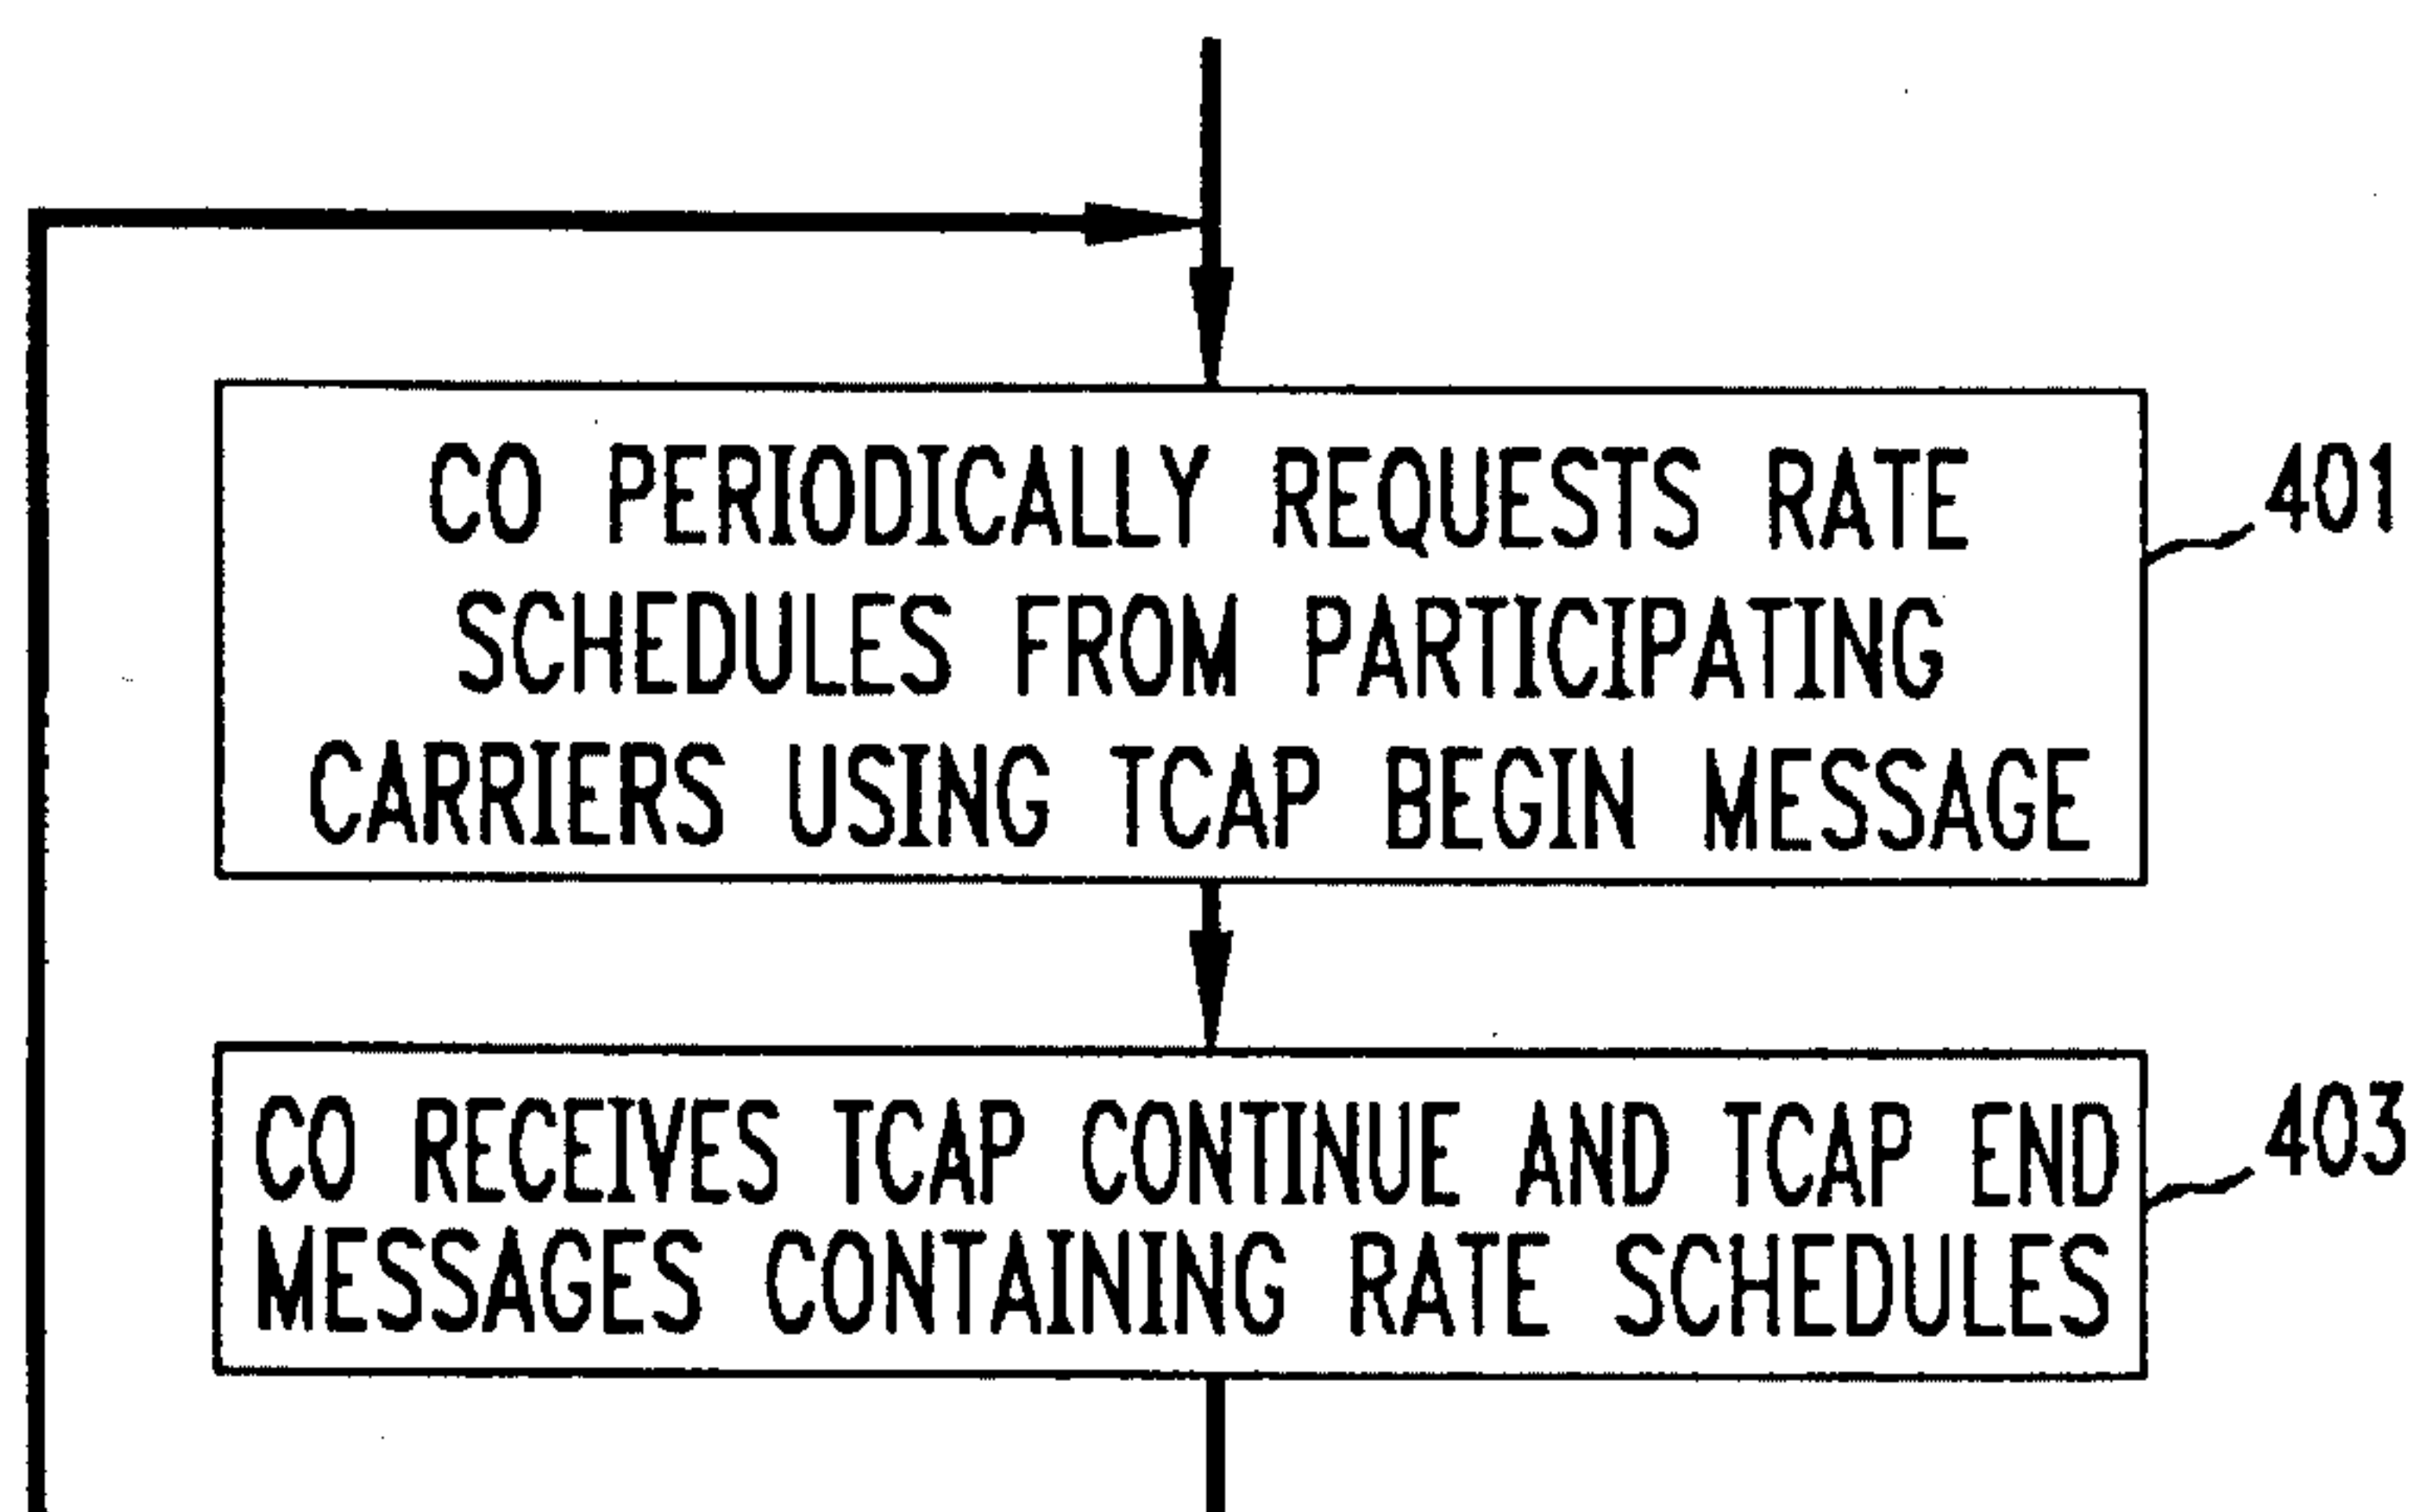 CO PERIODICALLY REQUESTS RATE
SCHEDULES FROM PARTICIPATING
CARRIERS USING TCAP BEGIN MESSAGE
401
CO RECEIVES TCAP CONTINUE AND TCAP END
MESSAGES CONTAINING RATE SCHEDULES
403